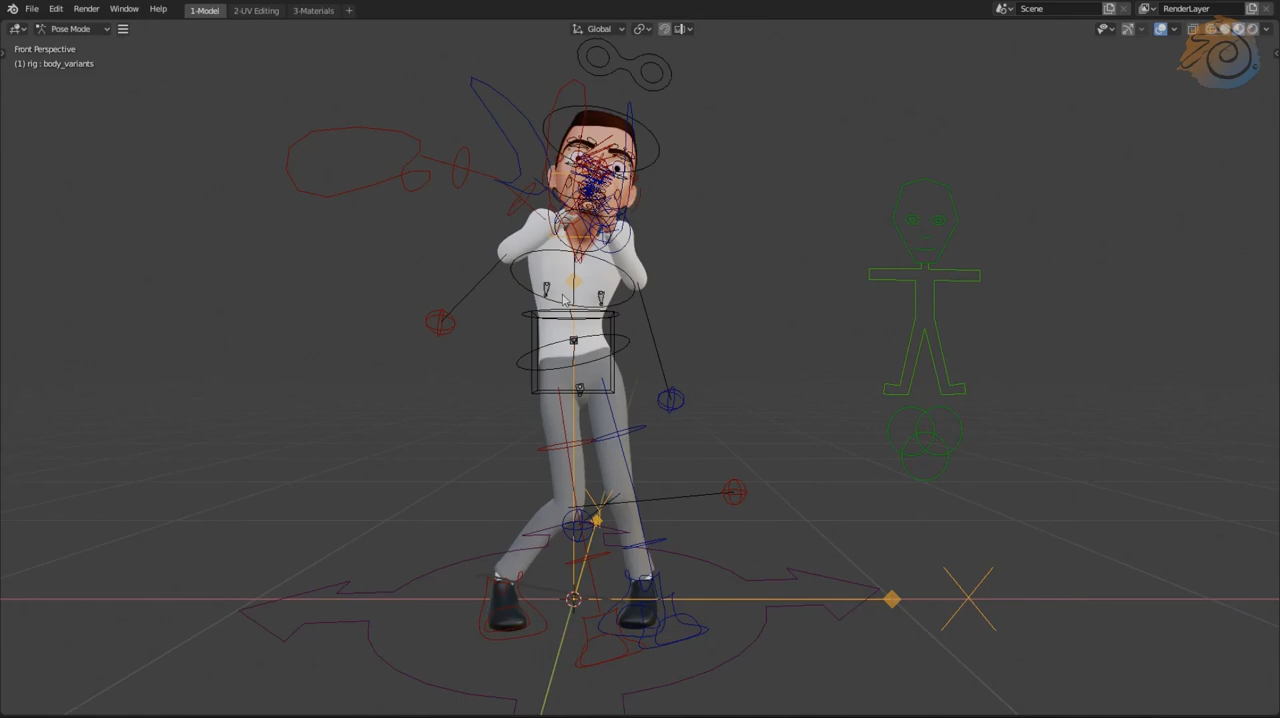 File Edit Render Window Help 1-Model 2-UV Editing 3-Materials + Scene RenderLayer
Pose Mode Global
Front Perspective
(1) rig : body_variants